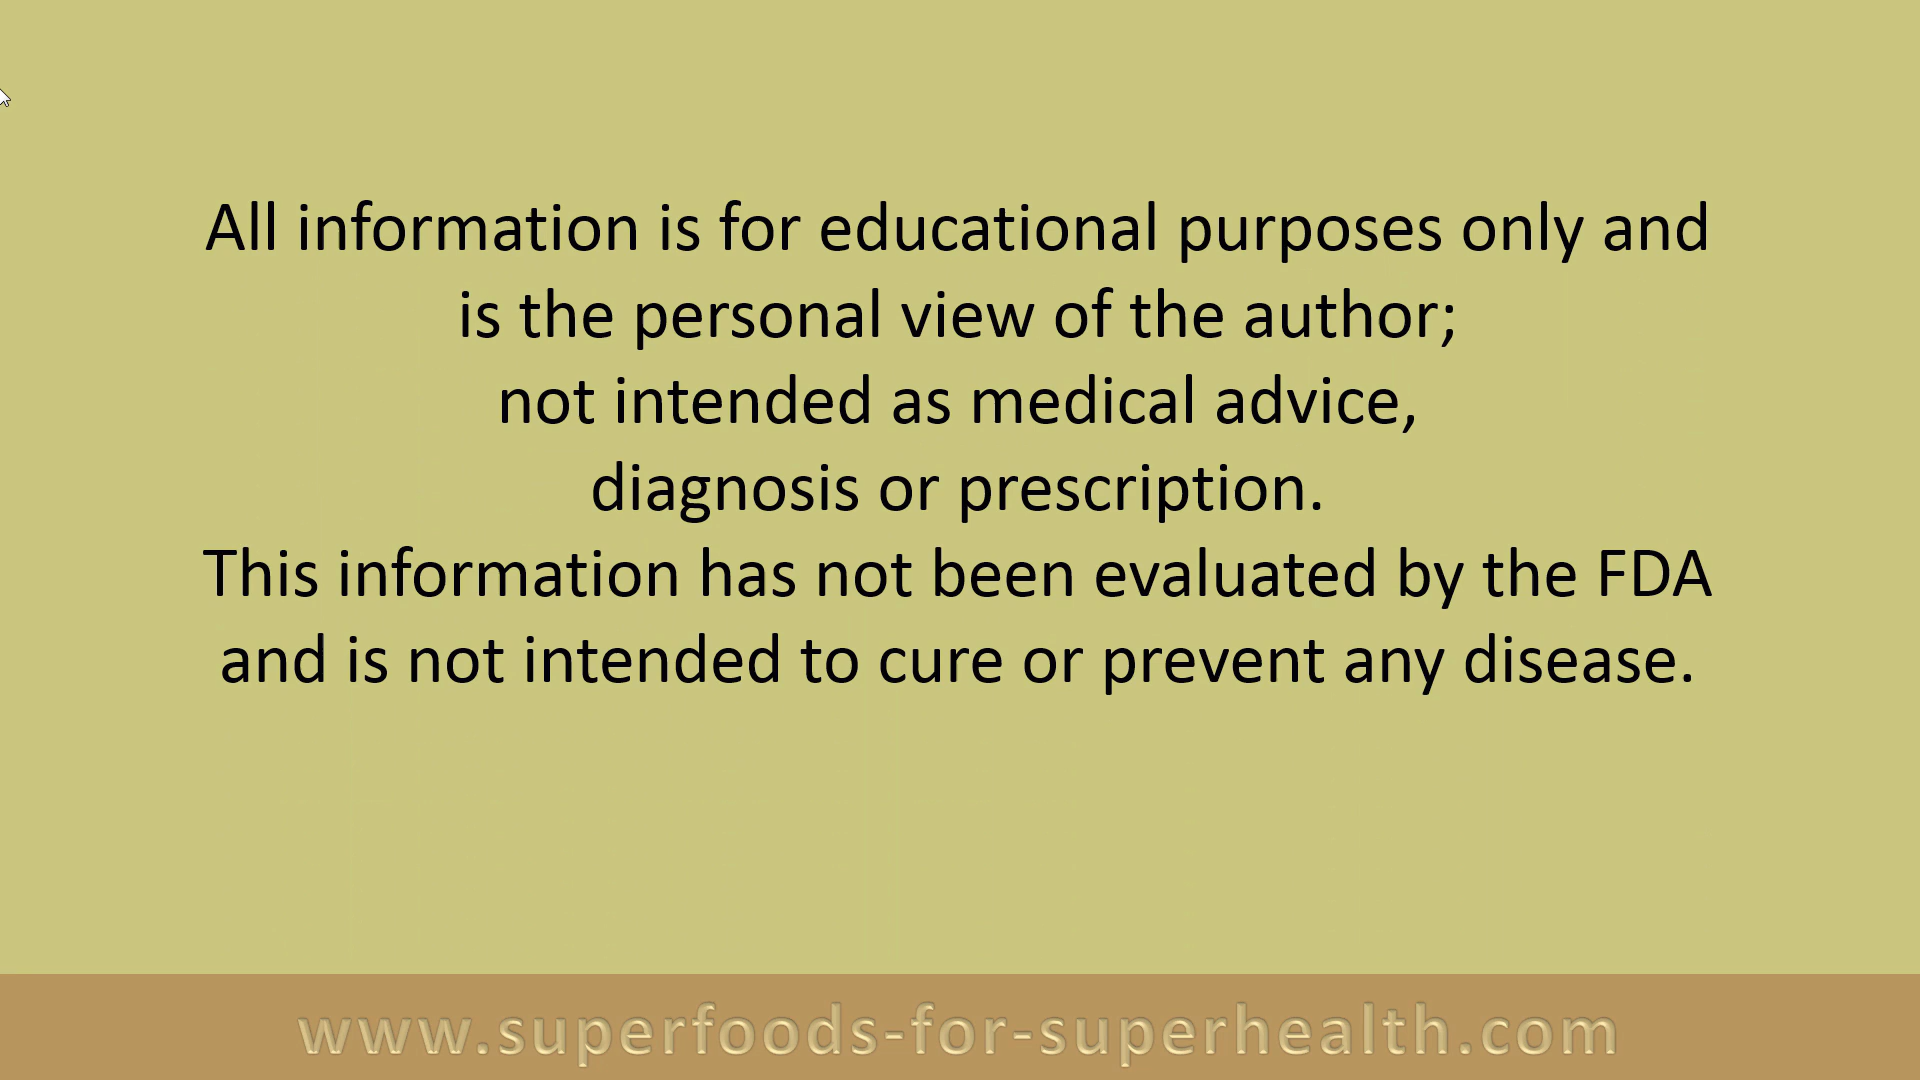 All information is for educational purposes only and
is the personal view of the author;
not intended as medical advice,
diagnosis or prescription.
This information has not been evaluated by the FDA
and is not intended to cure or prevent any disease.
www.superfoods-for-superhealth.com